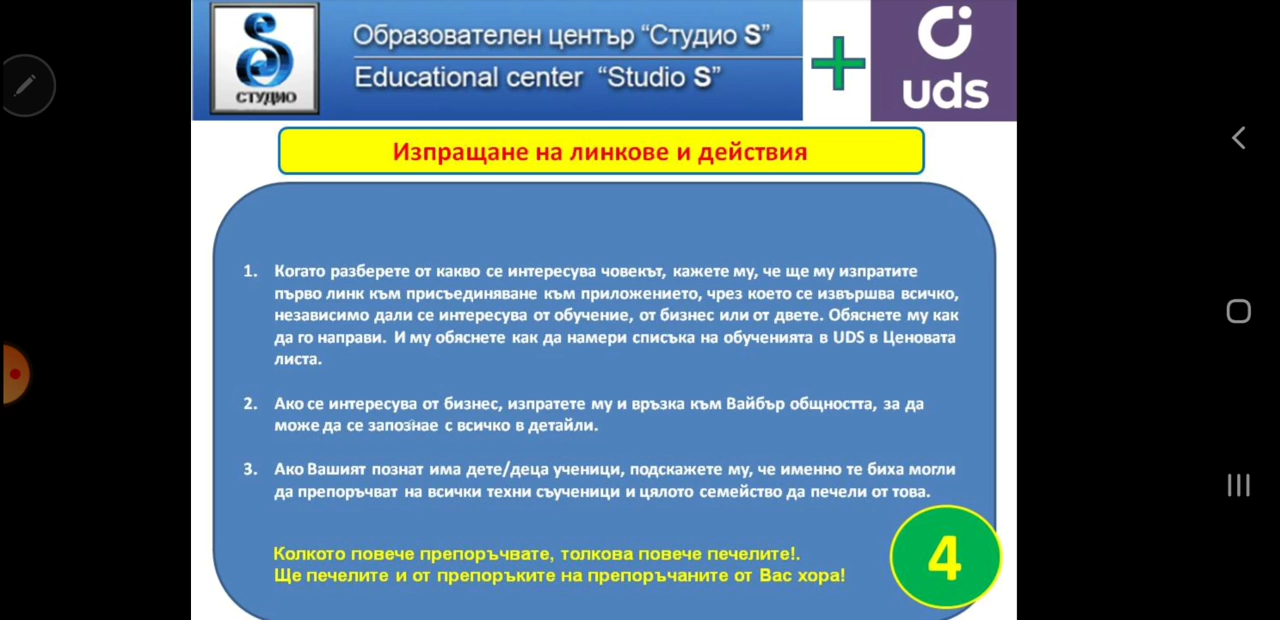 СТУДИО
Образователен център “Студио S”
Educational center “Studio S”
uds
Изпращане на линкове и действия
1. Когато разберете от какво се интересува човекът, кажете му, че ще му изпратите
първо линк към присъединяване към приложението, чрез което се извършва всичко,
независимо дали се интересува от обучение, от бизнес или от двете. Обяснете му как
да го направи. И му обяснете как да намери списъка на обученията в UDS в Ценовата
листа.
2. Ако се интересува от бизнес, изпратете му и връзка към Вайбър общността, за да
може да се запознае с всичко в детайли.
3. Ако Вашият познат има дете/деца ученици, подскажете му, че именно те биха могли
да препоръчват на всички техни съученици и цялото семейство да печели от това.
Колкото повече препоръчвате, толкова повече печелите!.
Ще печелите и от препоръките на препоръчаните от Вас хора!
4